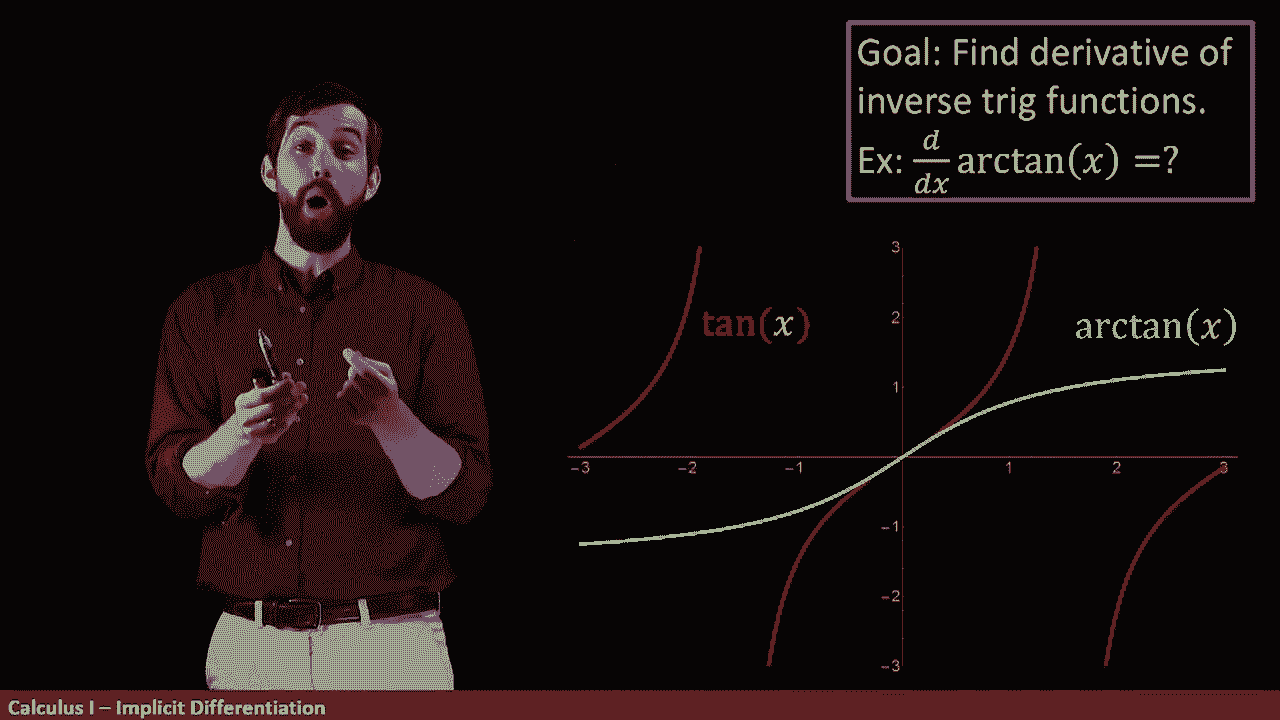 Goal: Find derivative of
inverse trig functions.
Ex: d/dx arctan(x) =?
tan(x)
arctan(x)
3
2
1
−3 −2 −1 1 2 3
−1
−2
−3
Calculus I – Implicit Differentiation